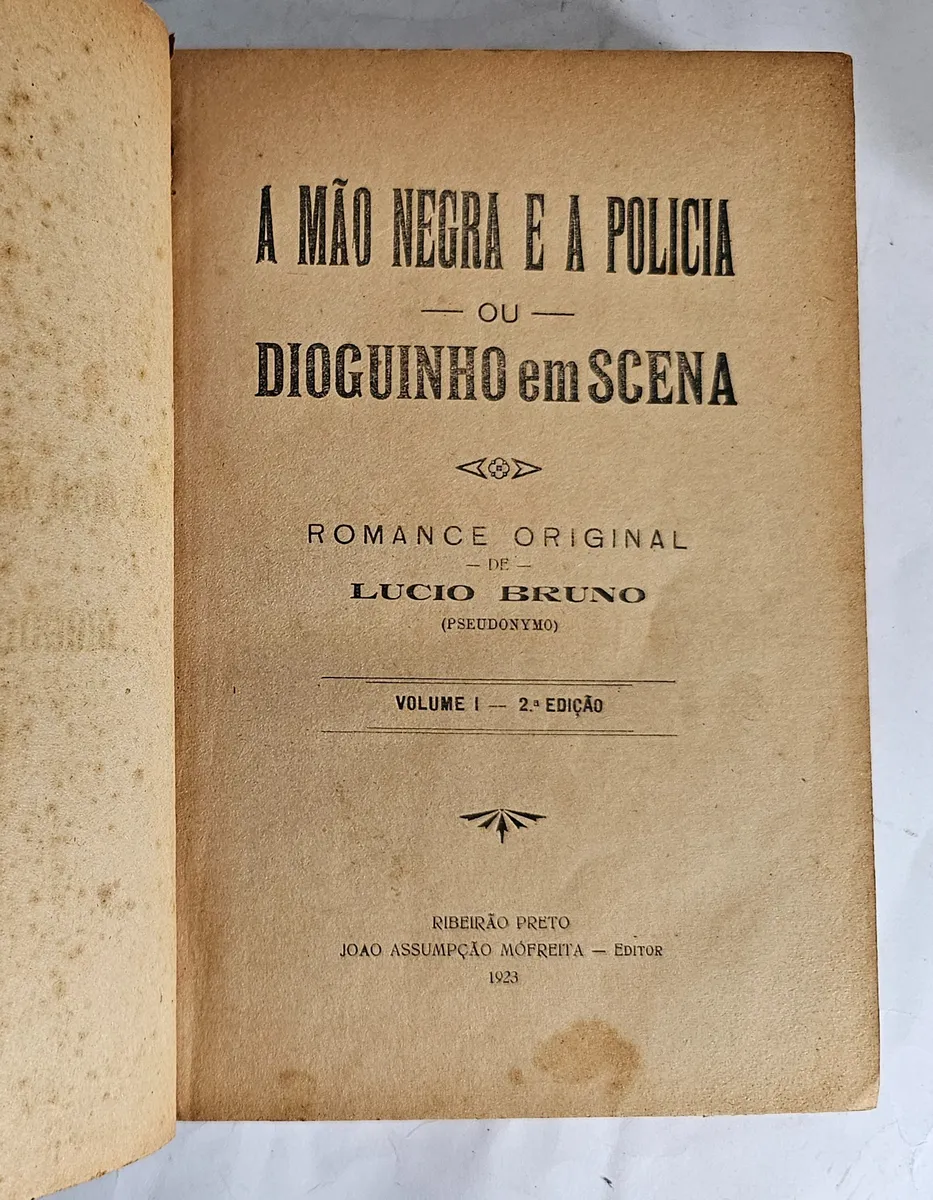 A MÃO NEGRA E A POLICIA
— OU —
DIOGUINHO em SCENA
ROMANCE ORIGINAL
— DE —
LUCIO BRUNO
(PSEUDONYMO)
VOLUME I — 2.ª EDIÇÃO
RIBEIRÃO PRETO
JOAO ASSUMPÇÃO MÓFREITA — EDITOR
1923